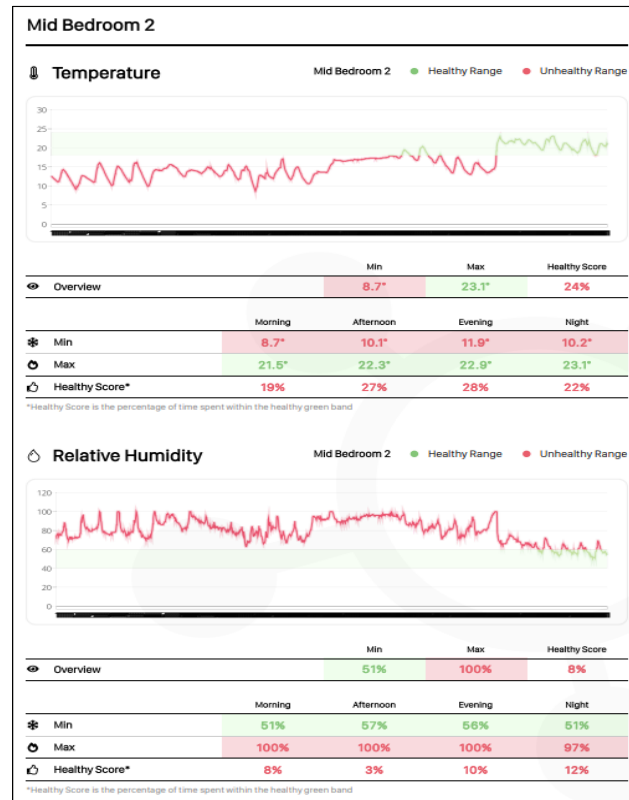 Mid Bedroom 2
Temperature Mid Bedroom 2 Healthy Range Unhealthy Range
30
25
20
15
10
5
0
Min Max Healthy Score
Overview 8.7° 23.1° 24%
Morning Afternoon Evening Night
Min 8.7° 10.1° 11.9° 10.2°
Max 21.5° 22.3° 22.9° 23.1°
Healthy Score* 19% 27% 28% 22%
*Healthy Score is the percentage of time spent within the healthy green band
Relative Humidity Mid Bedroom 2 Healthy Range Unhealthy Range
120
100
80
60
40
20
0
Min Max Healthy Score
Overview 51% 100% 8%
Morning Afternoon Evening Night
Min 51% 57% 56% 51%
Max 100% 100% 100% 97%
Healthy Score* 8% 3% 10% 12%
*Healthy Score is the percentage of time spent within the healthy green band